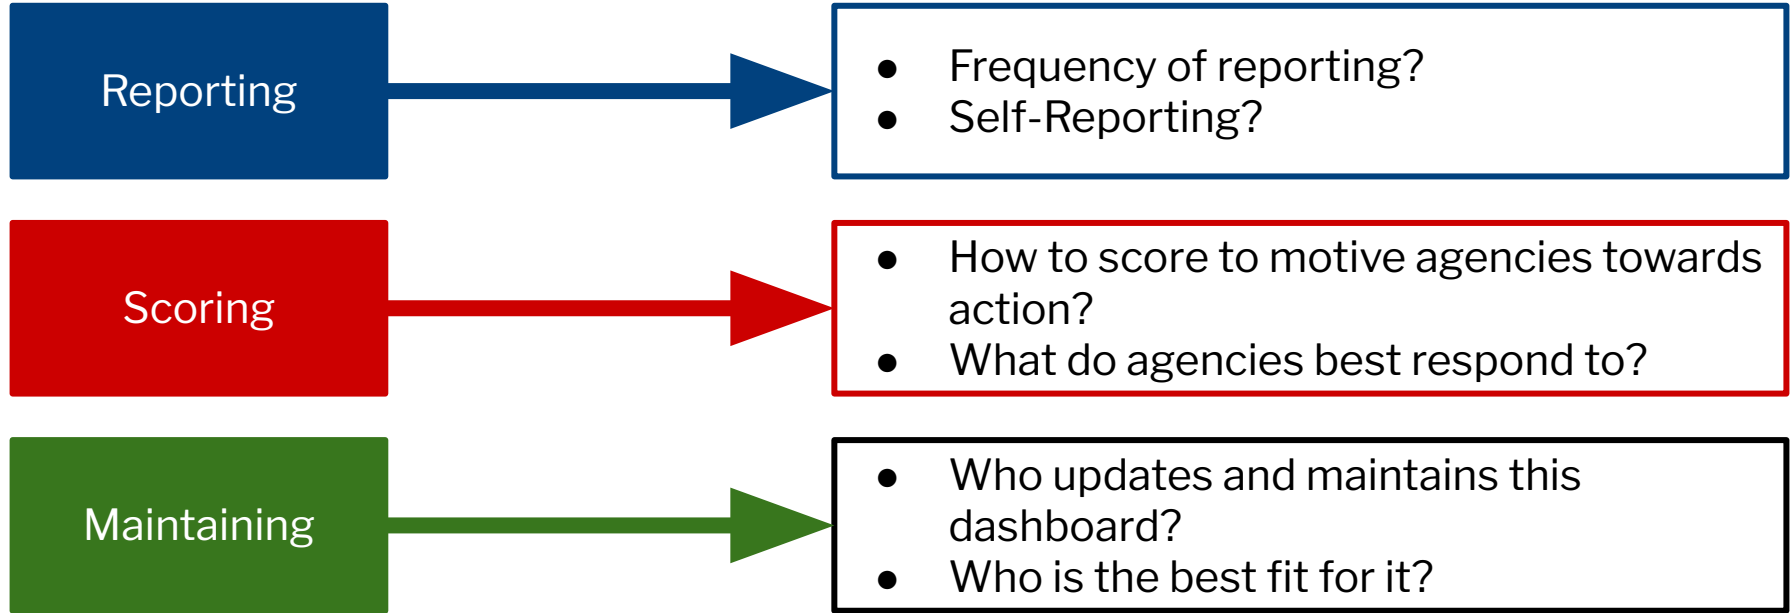 Reporting
● Frequency of reporting?
● Self-Reporting?
Scoring
● How to score to motive agencies towards
action?
● What do agencies best respond to?
Maintaining
● Who updates and maintains this
dashboard?
● Who is the best fit for it?